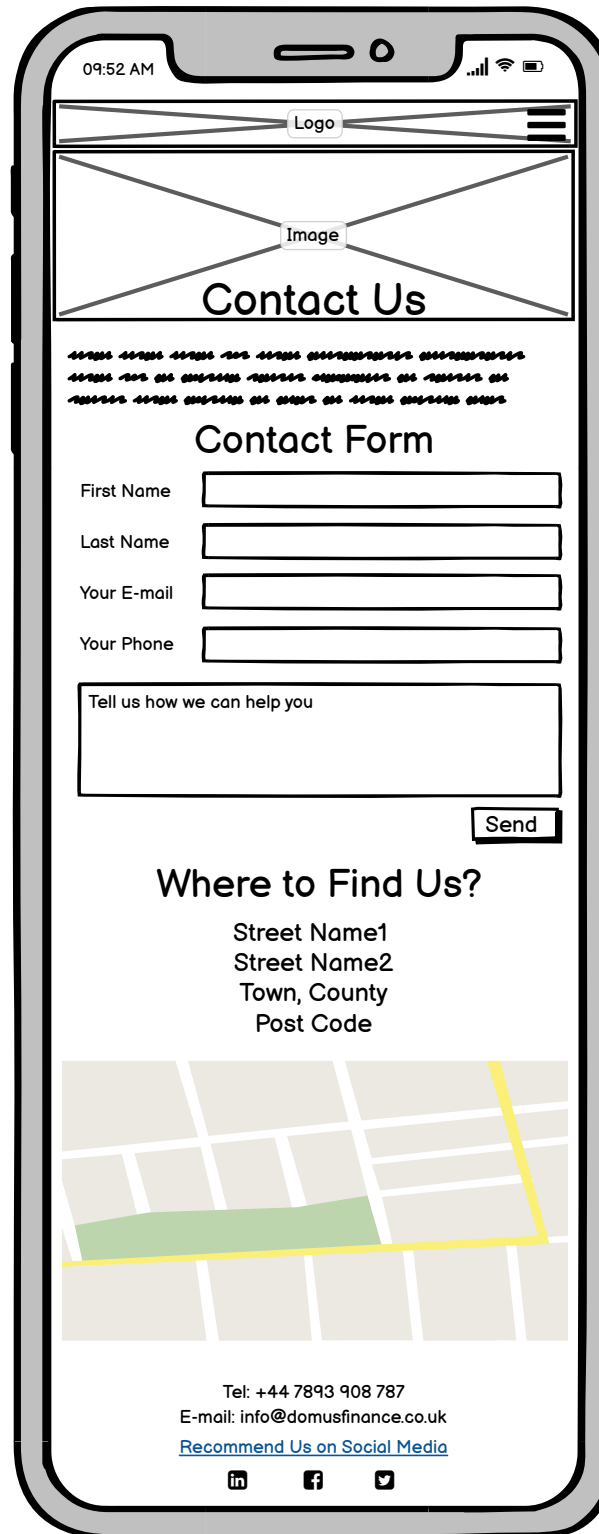 09:52 AM
Logo
Image
Contact Us
Contact Form
First Name
Last Name
Your E-mail
Your Phone
Tell us how we can help you
Send
Where to Find Us?
Street Name1
Street Name2
Town, County
Post Code
Tel: +44 7893 908 787
E-mail: info@domusfinance.co.uk
Recommend Us on Social Media